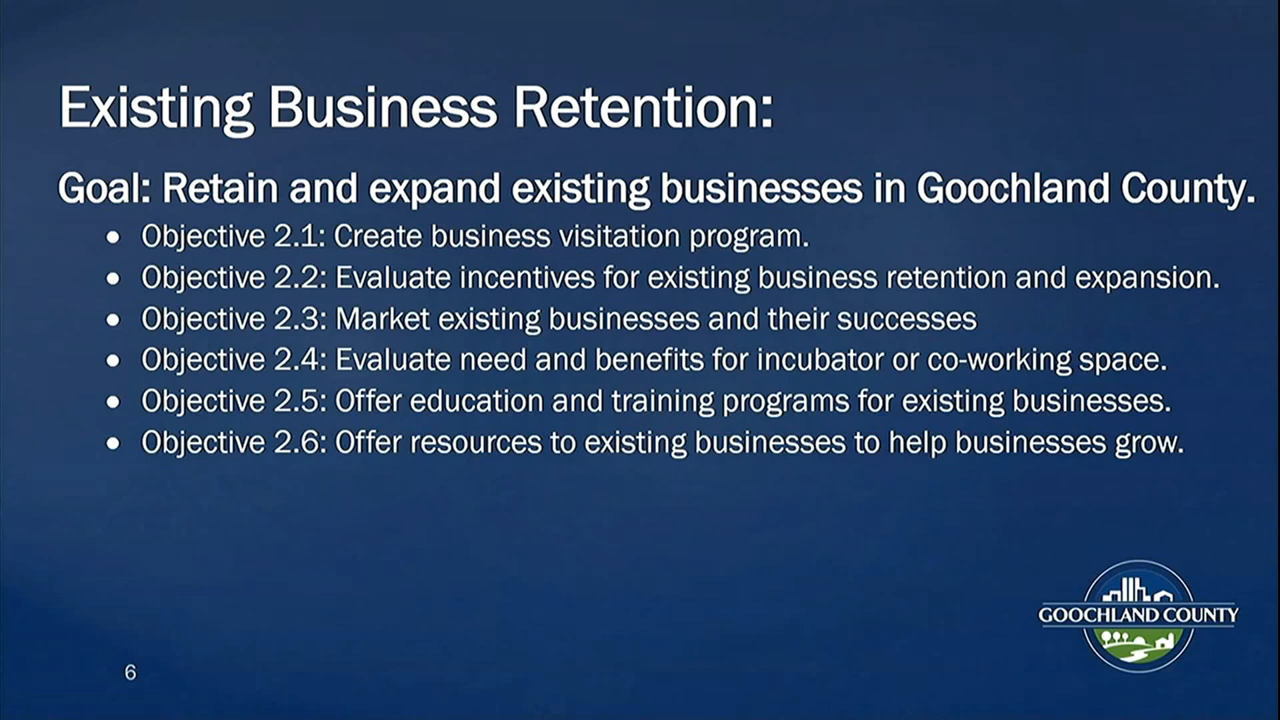 Existing Business Retention:
Goal: Retain and expand existing businesses in Goochland County.
• Objective 2.1: Create business visitation program.
• Objective 2.2: Evaluate incentives for existing business retention and expansion.
• Objective 2.3: Market existing businesses and their successes
• Objective 2.4: Evaluate need and benefits for incubator or co-working space.
• Objective 2.5: Offer education and training programs for existing businesses.
• Objective 2.6: Offer resources to existing businesses to help businesses grow.
GOOCHLAND COUNTY
6